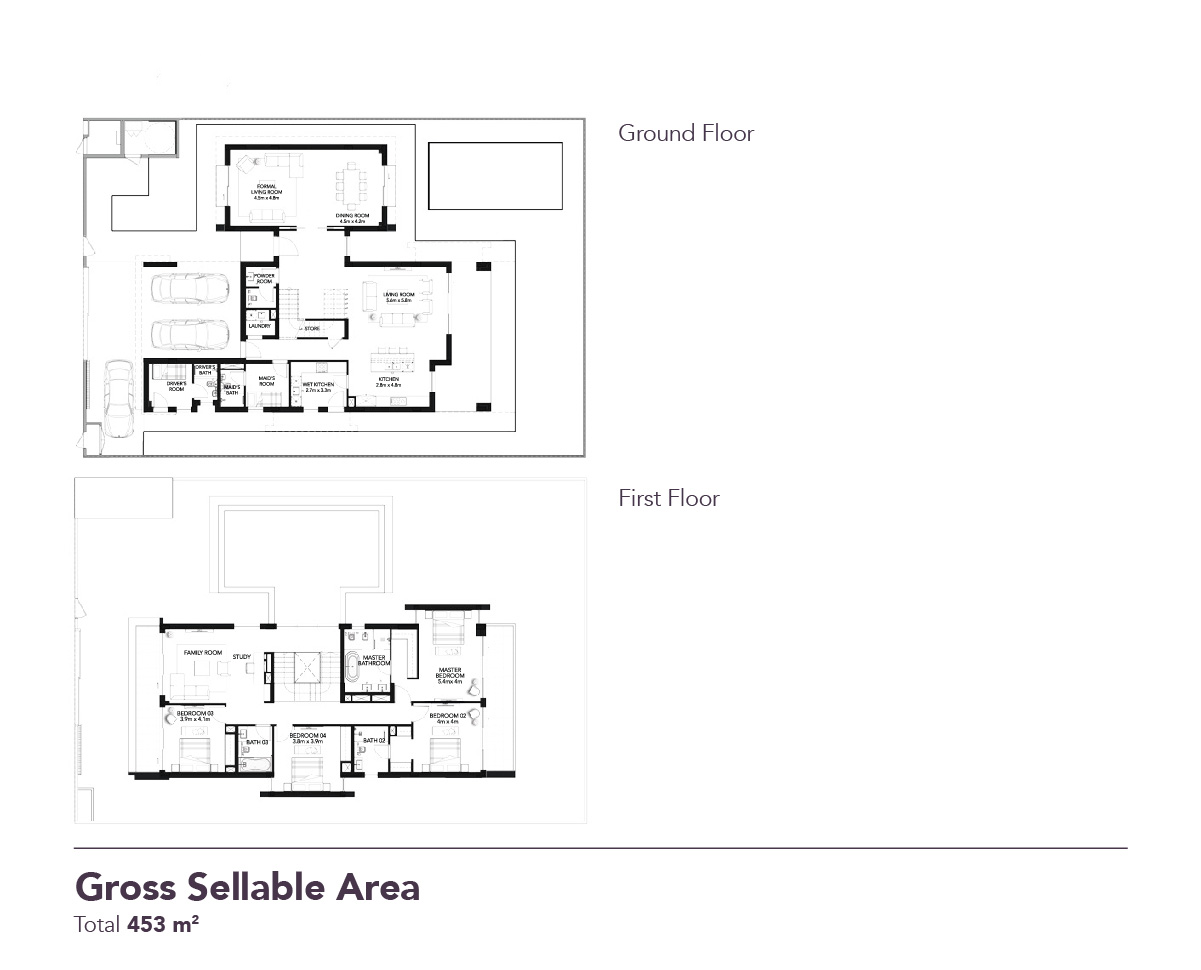 Ground Floor
FORMAL
LIVING ROOM
4.5m x 4.8m
DINING ROOM
4.5m x 4.2m
POWDER
ROOM
LIVING ROOM
5.6m x 5.8m
LAUNDRY
STORE
DRIVER'S
BATH
DRIVER'S
ROOM
MAID'S
BATH
MAID'S
ROOM
WET KITCHEN
2.7m x 3.3m
KITCHEN
2.8m x 4.8m
First Floor
FAMILY ROOM
STUDY
MASTER
BATHROOM
MASTER
BEDROOM
5.4mx 4m
BEDROOM 03
3.9m x 4.1m
BEDROOM 02
4m x 4m
BATH 03
BEDROOM 04
3.8m x 3.9m
BATH 02
Gross Sellable Area
Total 453 m²